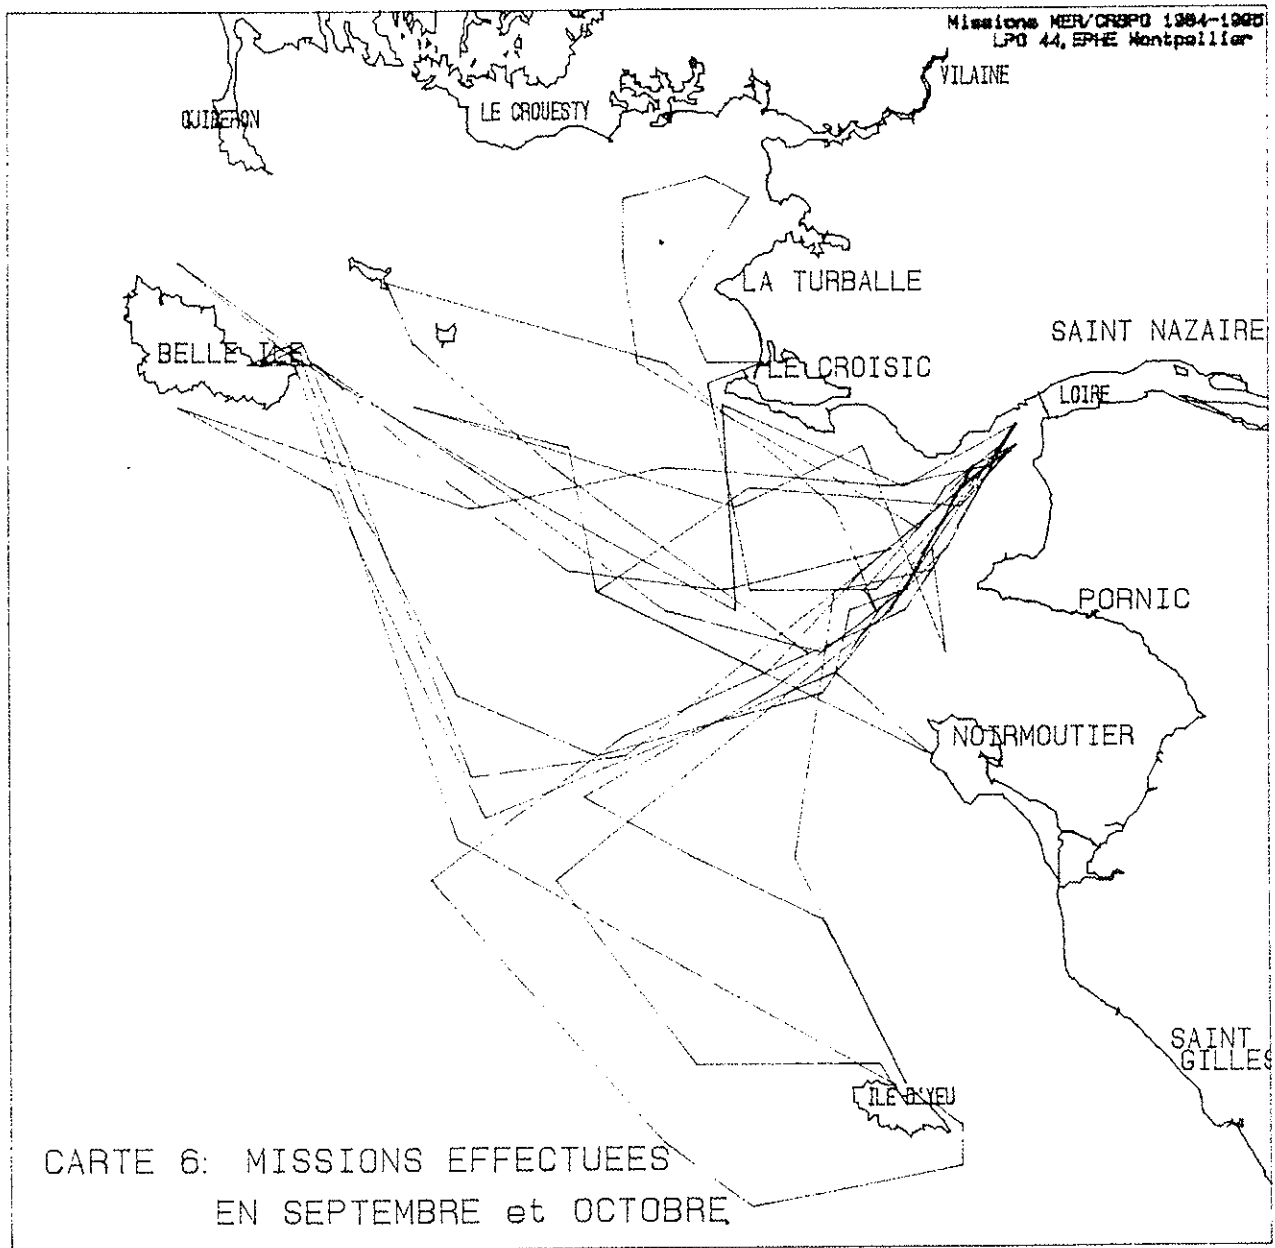 Missions MER/CRBPO 1984-1995
LPO 44, EPHE Montpellier
VILAINE
QUIBERON
LE CROUESTY
LA TURBALLE
SAINT NAZAIRE
BELLE ILE
LE CROISIC
LOIRE
PORNIC
NOIRMOUTIER
SAINT
GILLES
ILE D'YEU
CARTE 6: MISSIONS EFFECTUEES
EN SEPTEMBRE et OCTOBRE